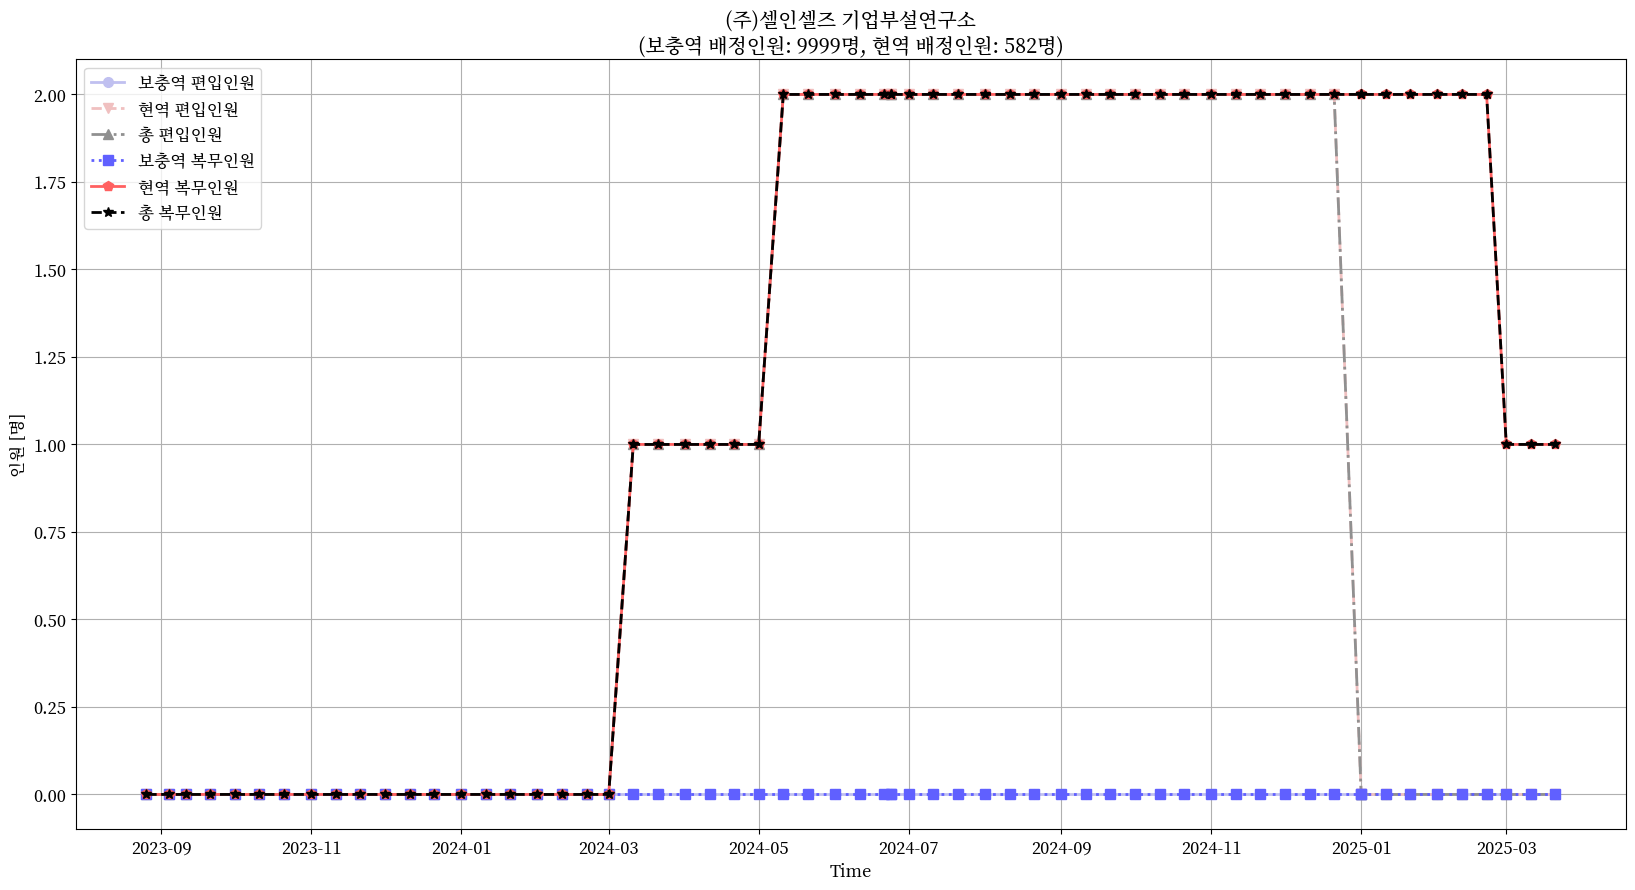 (주)셀인셀즈 기업부설연구소
(보충역 배정인원: 9999명, 현역 배정인원: 582명)
보충역 편입인원
현역 편입인원
총 편입인원
보충역 복무인원
현역 복무인원
총 복무인원
2.00
1.75
1.50
1.25
1.00
0.75
0.50
0.25
0.00
인원 [명]
2023-09 2023-11 2024-01 2024-03 2024-05 2024-07 2024-09 2024-11 2025-01 2025-03
Time